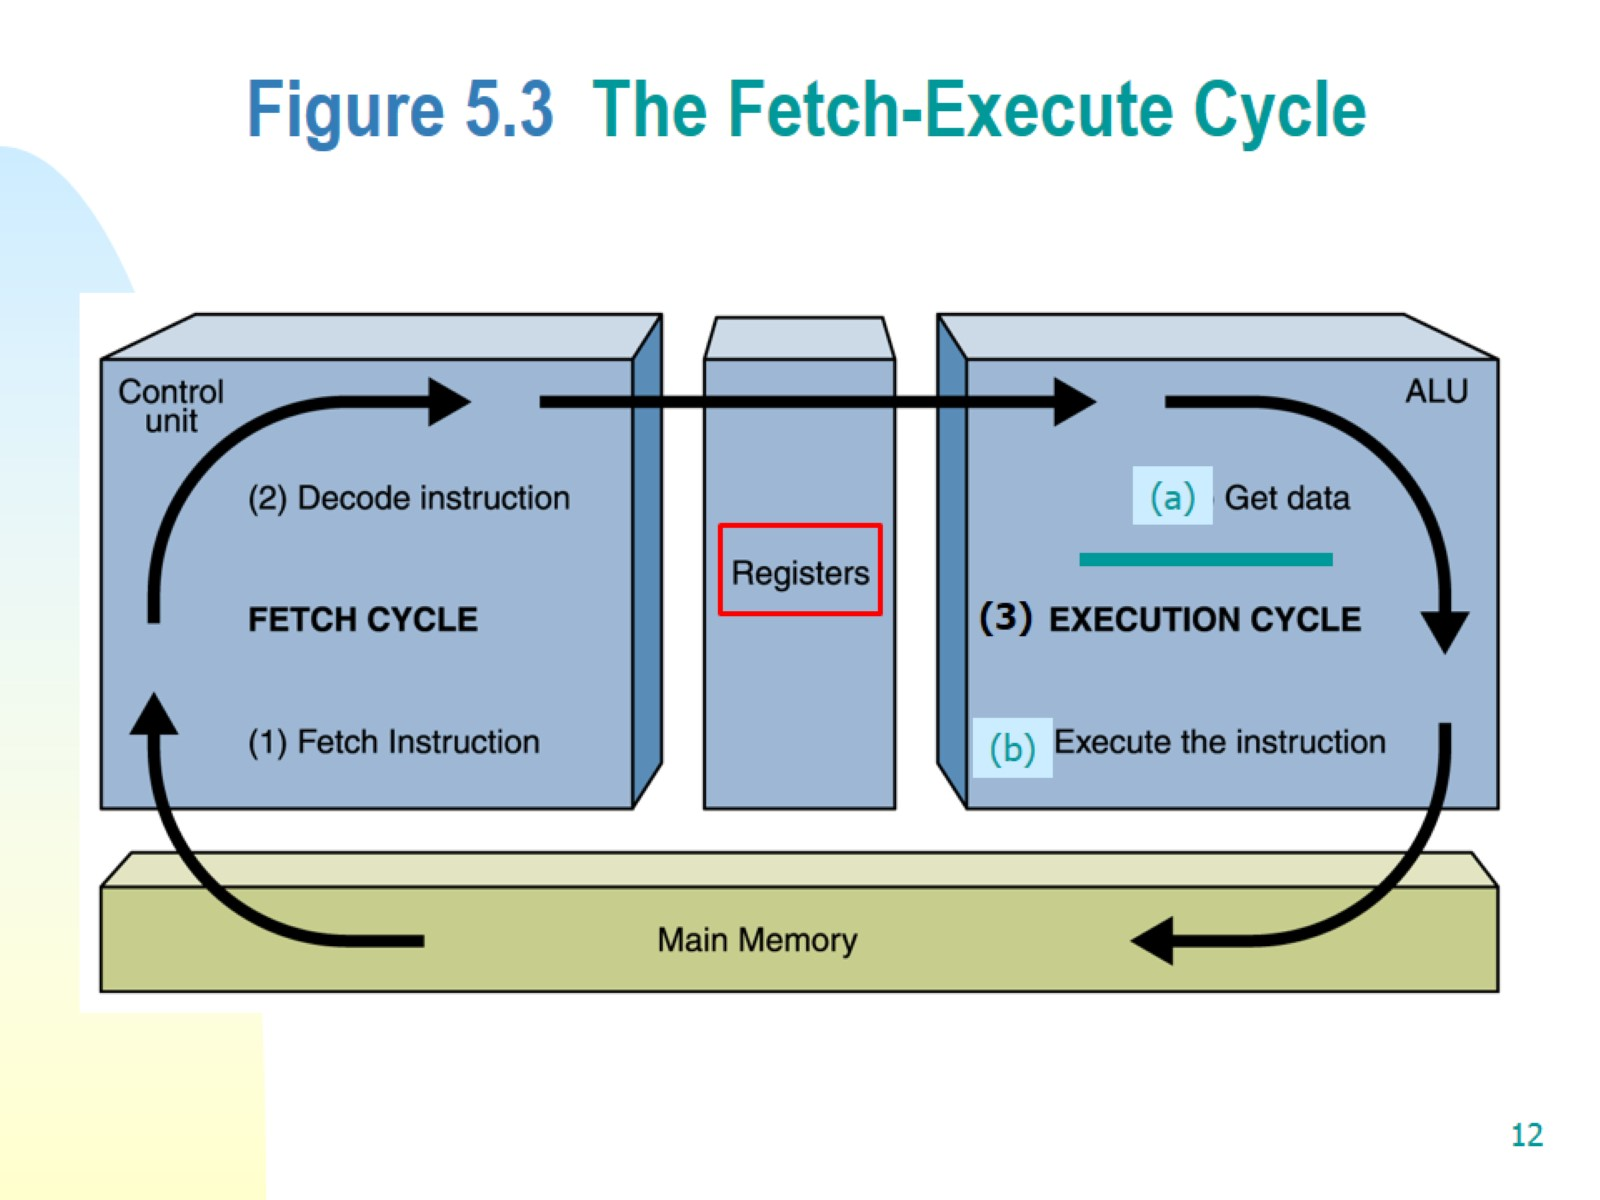 Figure 5.3 The Fetch-Execute Cycle
Control
unit
(2) Decode instruction
FETCH CYCLE
(1) Fetch Instruction
Registers
ALU
(a) Get data
(3) EXECUTION CYCLE
(b) Execute the instruction
Main Memory
12